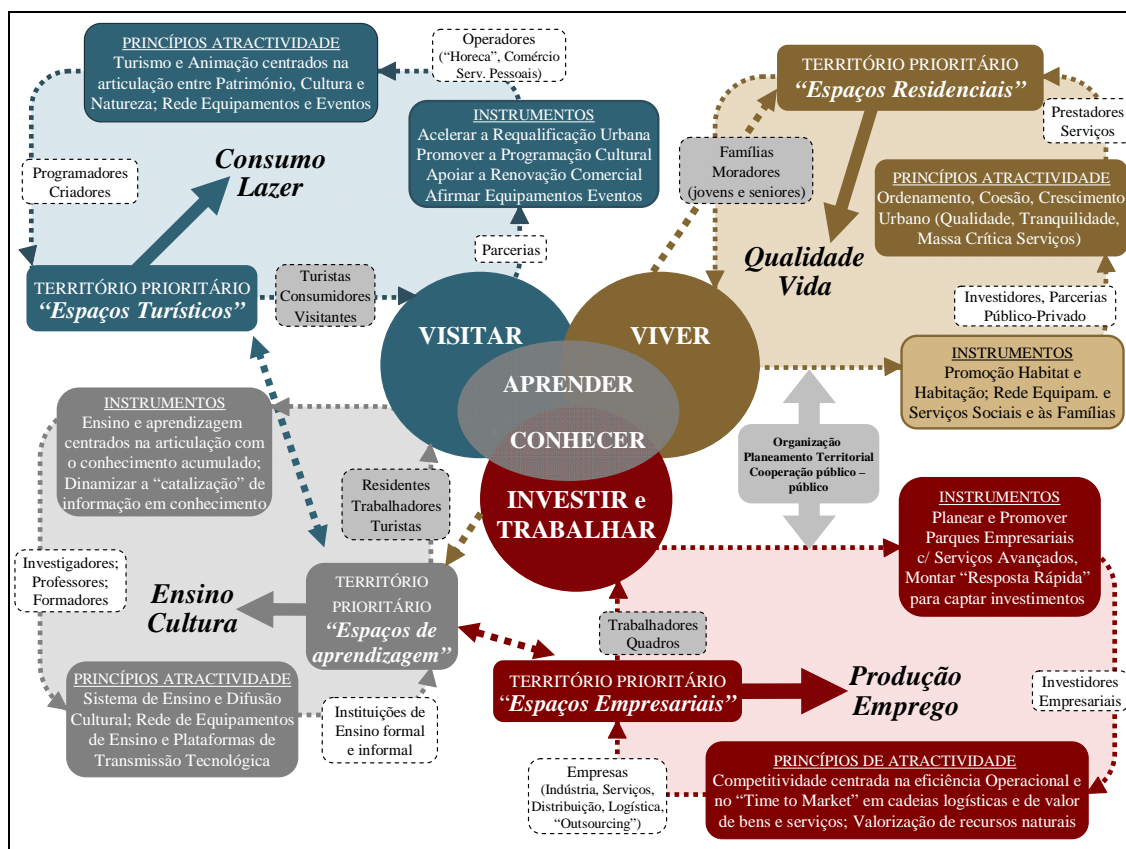 PRINCÍPIOS ATRACTIVIDADE
Turismo e Animação centrados na
articulação entre Património, Cultura e
Natureza; Rede Equipamentos e Eventos
Operadores
(“Horeca”, Comércio
Serv. Pessoais)
INSTRUMENTOS
Acelerar a Requalificação Urbana
Promover a Programação Cultural
Apoiar a Renovação Comercial
Afirmar Equipamentos Eventos
Programadores
Criadores
Consumo
Lazer
Parcerias
TERRITÓRIO PRIORITÁRIO
“Espaços Turísticos”
Turistas
Consumidores
Visitantes
TERRITÓRIO PRIORITÁRIO
“Espaços Residenciais”
Prestadores
Serviços
Famílias
Moradores
(jovens e seniores)
PRINCÍPIOS ATRACTIVIDADE
Ordenamento, Coesão, Crescimento
Urbano (Qualidade, Tranquilidade,
Massa Crítica Serviços)
Qualidade
Vida
Investidores, Parcerias
Público-Privado
INSTRUMENTOS
Promoção Habitat e
Habitação; Rede Equipam. e
Serviços Sociais e às Famílias
VISITAR
VIVER
APRENDER
CONHECER
INVESTIR e
TRABALHAR
Organização
Planeamento Territorial
Cooperação público –
público
INSTRUMENTOS
Ensino e aprendizagem
centrados na articulação com
o conhecimento acumulado;
Dinamizar a “catalização” de
informação em conhecimento
Residentes
Trabalhadores
Turistas
Investigadores;
Professores;
Formadores
Ensino
Cultura
TERRITÓRIO
PRIORITÁRIO
“Espaços de
aprendizagem”
PRINCÍPIOS ATRACTIVIDADE
Sistema de Ensino e Difusão
Cultural; Rede de Equipamentos
de Ensino e Plataformas de
Transmissão Tecnológica
Instituições de
Ensino formal
e informal
INSTRUMENTOS
Planear e Promover
Parques Empresariais
c/ Serviços Avançados,
Montar “Resposta Rápida”
para captar investimentos
Trabalhadores
Quadros
TERRITÓRIO PRIORITÁRIO
“Espaços Empresariais”
Produção
Emprego
Investidores
Empresariais
Empresas
(Indústria, Serviços,
Distribuição, Logística,
“Outsourcing”)
PRINCÍPIOS DE ATRACTIVIDADE
Competitividade centrada na eficiência Operacional e
no “Time to Market” em cadeias logísticas e de valor
de bens e serviços; Valorização de recursos naturais